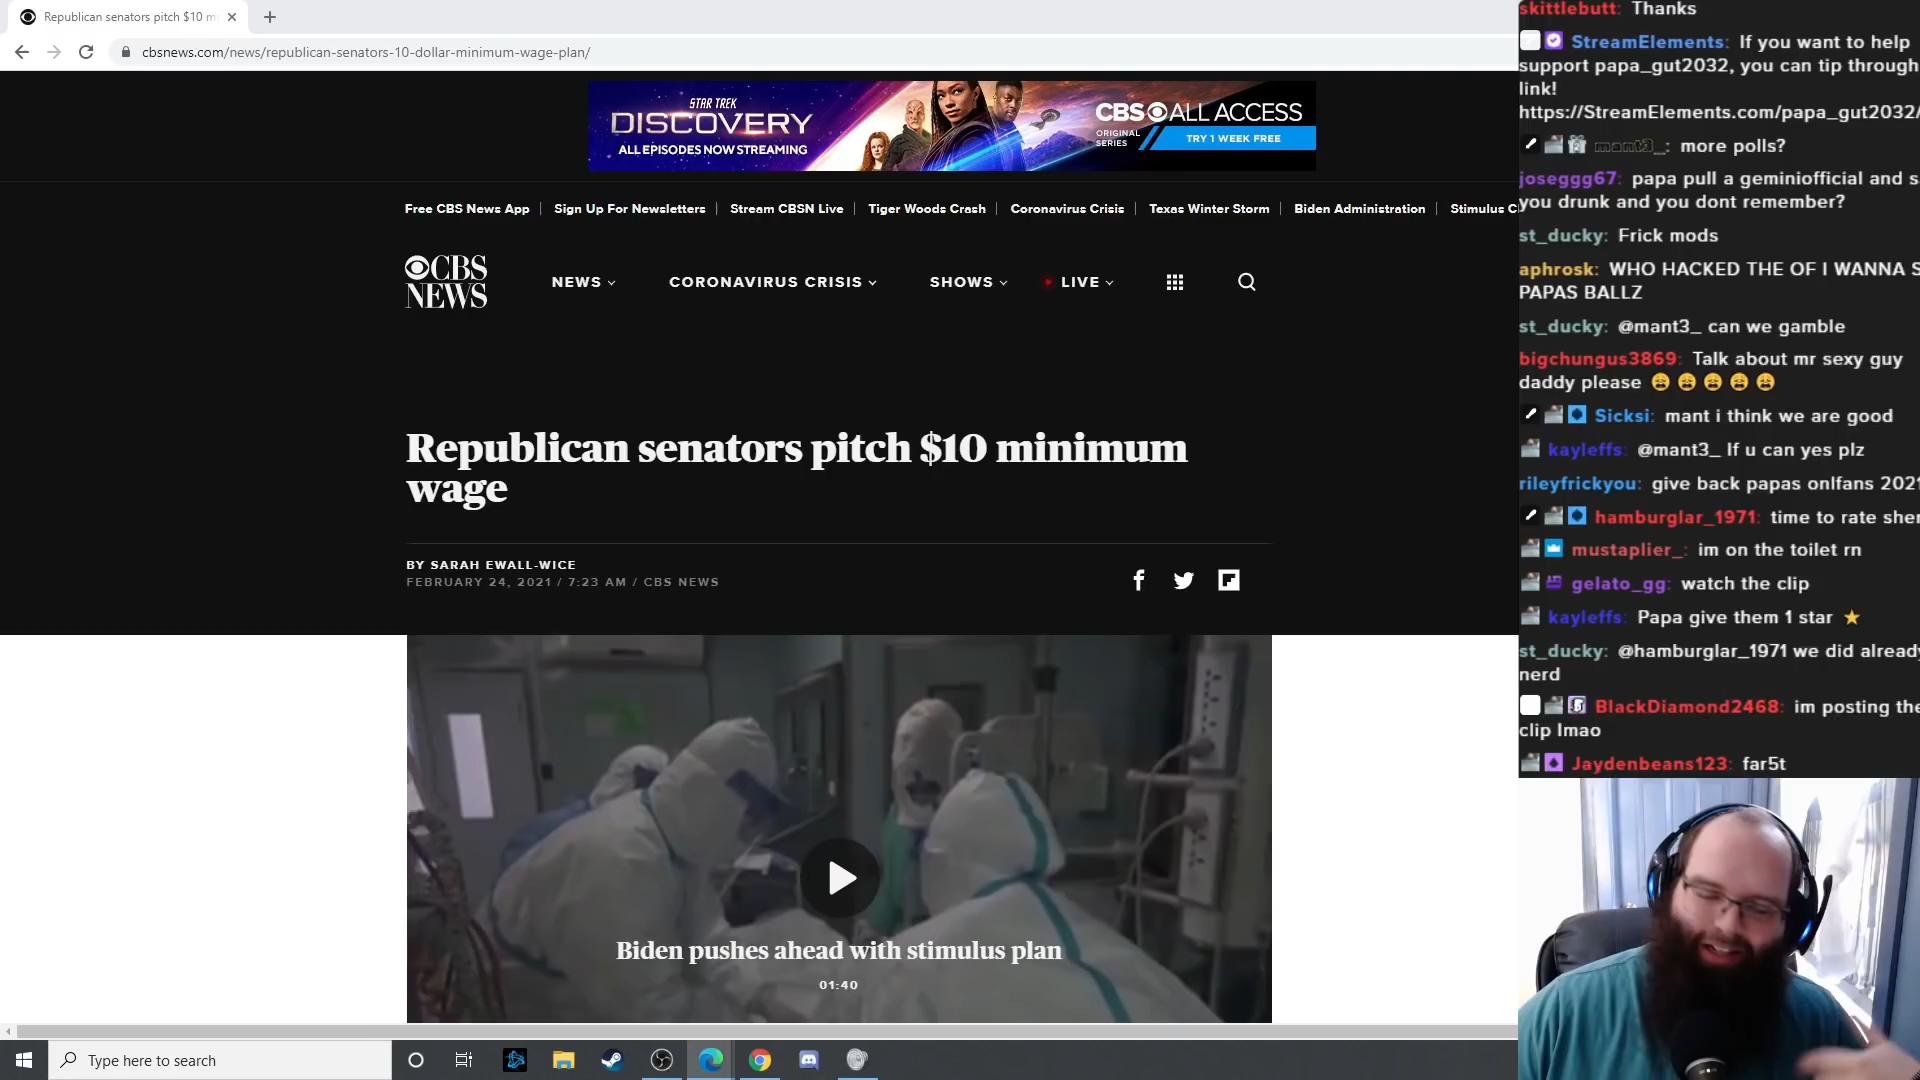 Republican senators pitch $10 m
cbsnews.com/news/republican-senators-10-dollar-minimum-wage-plan/
STAR TREK
DISCOVERY
ALL EPISODES NOW STREAMING
CBS ALL ACCESS
ORIGINAL
SERIES
TRY 1 WEEK FREE
Free CBS News App
Sign Up For Newsletters
Stream CBSN Live
Tiger Woods Crash
Coronavirus Crisis
Texas Winter Storm
Biden Administration
Stimulus C
CBS
NEWS
NEWS
CORONAVIRUS CRISIS
SHOWS
LIVE
Republican senators pitch $10 minimum
wage
BY SARAH EWALL-WICE
FEBRUARY 24, 2021 / 7:23 AM / CBS NEWS
Biden pushes ahead with stimulus plan
01:40
Type here to search
skittlebutt: Thanks
StreamElements: If you want to help
support papa_gut2032, you can tip through
link!
https://StreamElements.com/papa_gut2032/
mant3_: more polls?
joseggg67: papa pull a geminiofficial and s
you drunk and you dont remember?
st_ducky: Frick mods
aphrosk: WHO HACKED THE OF I WANNA S
PAPAS BALLZ
st_ducky: @mant3_ can we gamble
bigchungus3869: Talk about mr sexy guy
daddy please 😩 😩 😩 😩 😩
Sicksi: mant i think we are good
kayleffs: @mant3_ If u can yes plz
rileyfrickyou: give back papas onlfans 2021
hamburglar_1971: time to rate sher
mustaplier_: im on the toilet rn
gelato_gg: watch the clip
kayleffs: Papa give them 1 star ⭐
st_ducky: @hamburglar_1971 we did already
nerd
BlackDiamond2468: im posting the
clip lmao
Jaydenbeans123: far5t